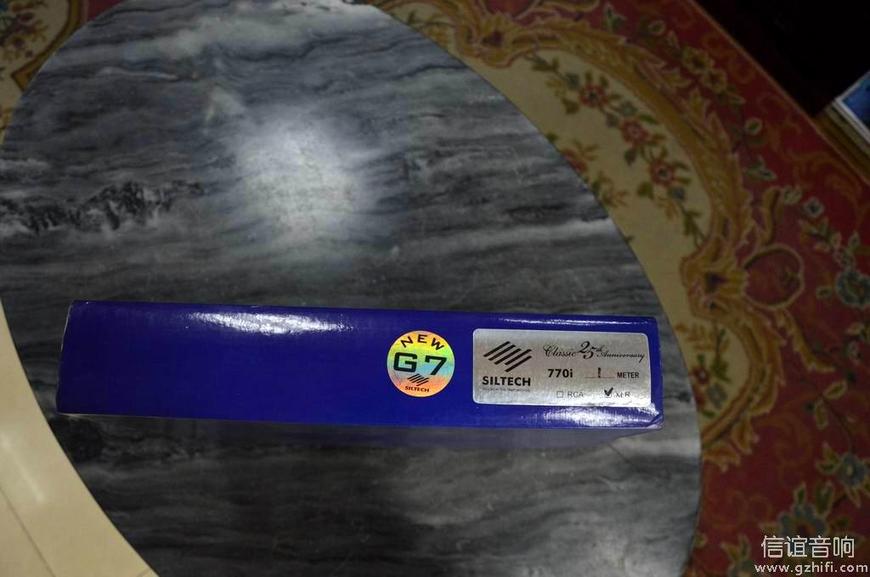 NEW
G7
SILTECH
SILTECH
Classic 25th Anniversary
770i 1 METER
RCA ✓ XLR
信谊音响
www.gzhifi.com